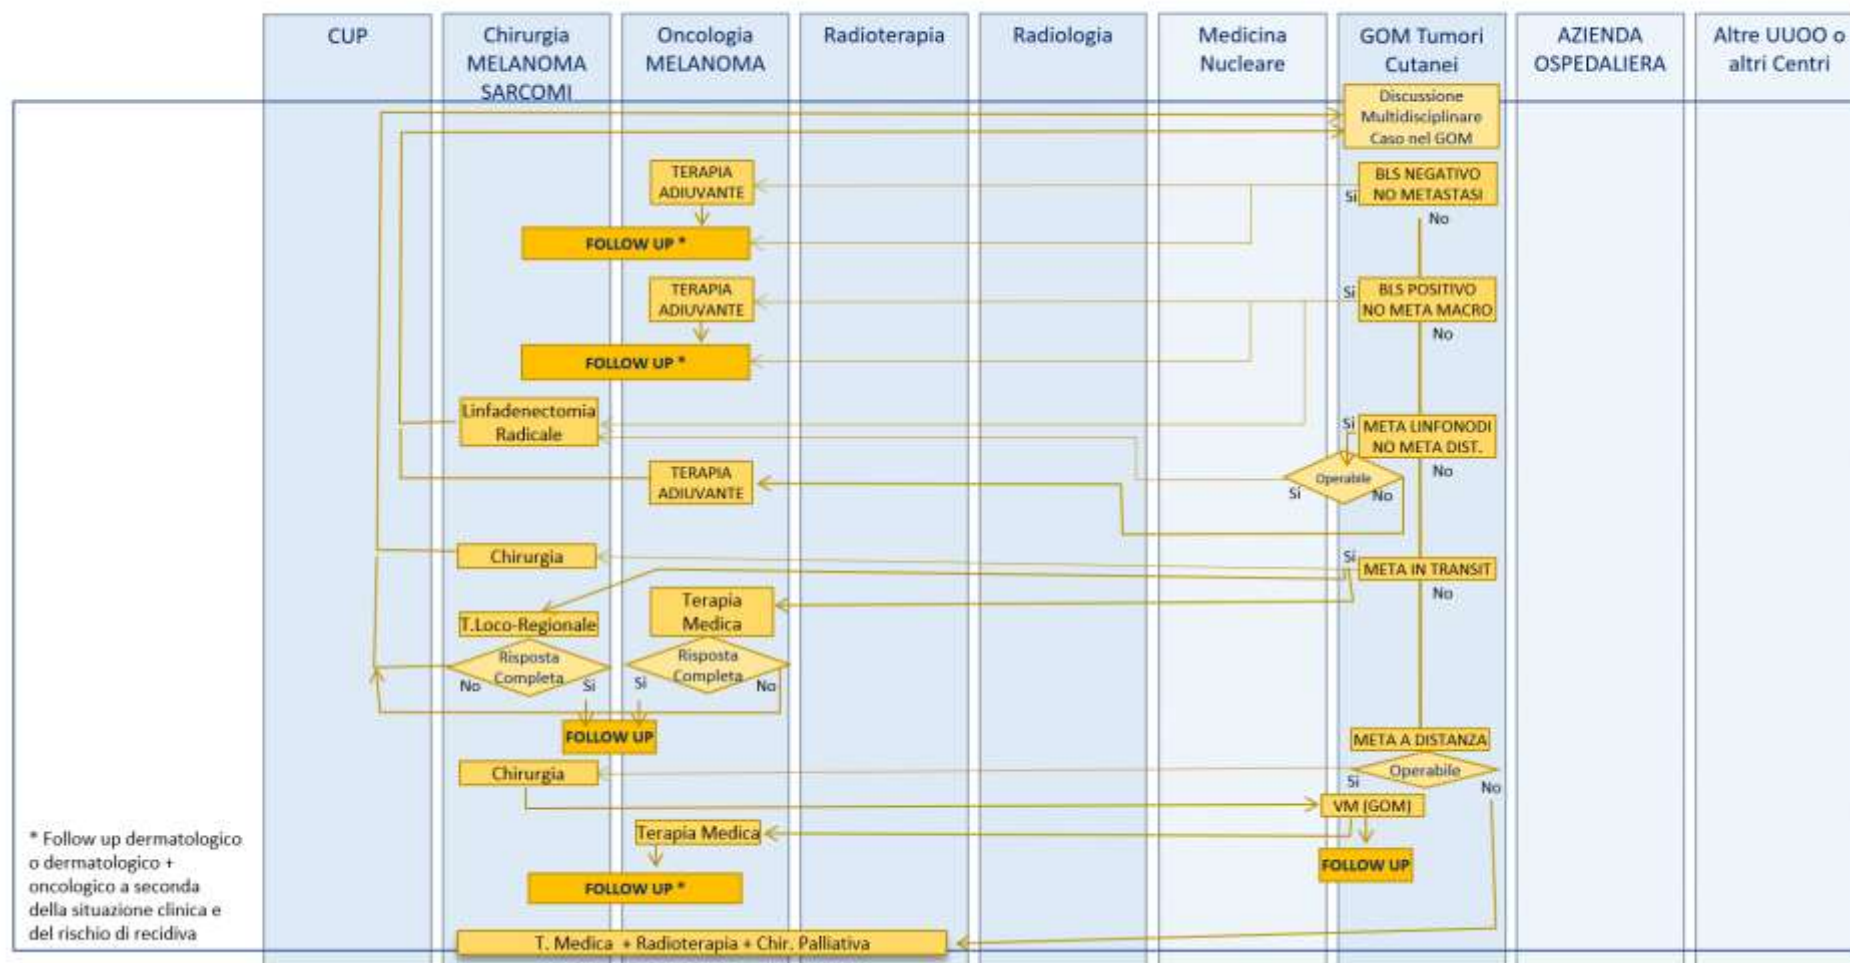 CUP
Chirurgia
MELANOMA
SARCOMI
Oncologia
MELANOMA
Radioterapia
Radiologia
Medicina
Nucleare
GOM Tumori
Cutanei
AZIENDA
OSPEDALIERA
Altre UUOO o
altri Centri
Discussione
Multidisciplinare
Caso nel GOM
TERAPIA
ADIUVANTE
BLS NEGATIVO
NO METASTASI
Si
No
FOLLOW UP *
TERAPIA
ADIUVANTE
Si
BLS POSITIVO
NO META MACRO
No
FOLLOW UP *
Linfadenectomia
Radicale
Si
META LINFONODI
NO META DIST.
No
TERAPIA
ADIUVANTE
Operabile
Si
No
Chirurgia
Si
META IN TRANSIT
No
T.Loco-Regionale
Terapia
Medica
Risposta
Completa
No
Si
Risposta
Completa
Si
No
FOLLOW UP
META A DISTANZA
Chirurgia
Operabile
Si
No
VM (GOM)
Terapia Medica
FOLLOW UP
FOLLOW UP *
T. Medica + Radioterapia + Chir. Palliativa
* Follow up dermatologico
o dermatologico +
oncologico a seconda
della situazione clinica e
del rischio di recidiva